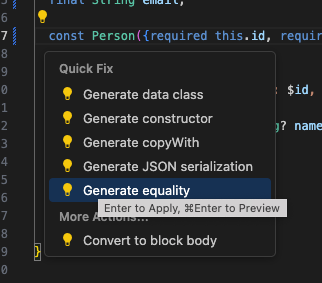 final String email;
7 const Person({required this.id, requir
Quick Fix
Generate data class
Generate constructor
0 : $id,
Generate copyWith
g? name
Generate JSON serialization
Generate equality
Enter to Apply, ⌘Enter to Preview
More Actions...
Convert to block body
9 }
0